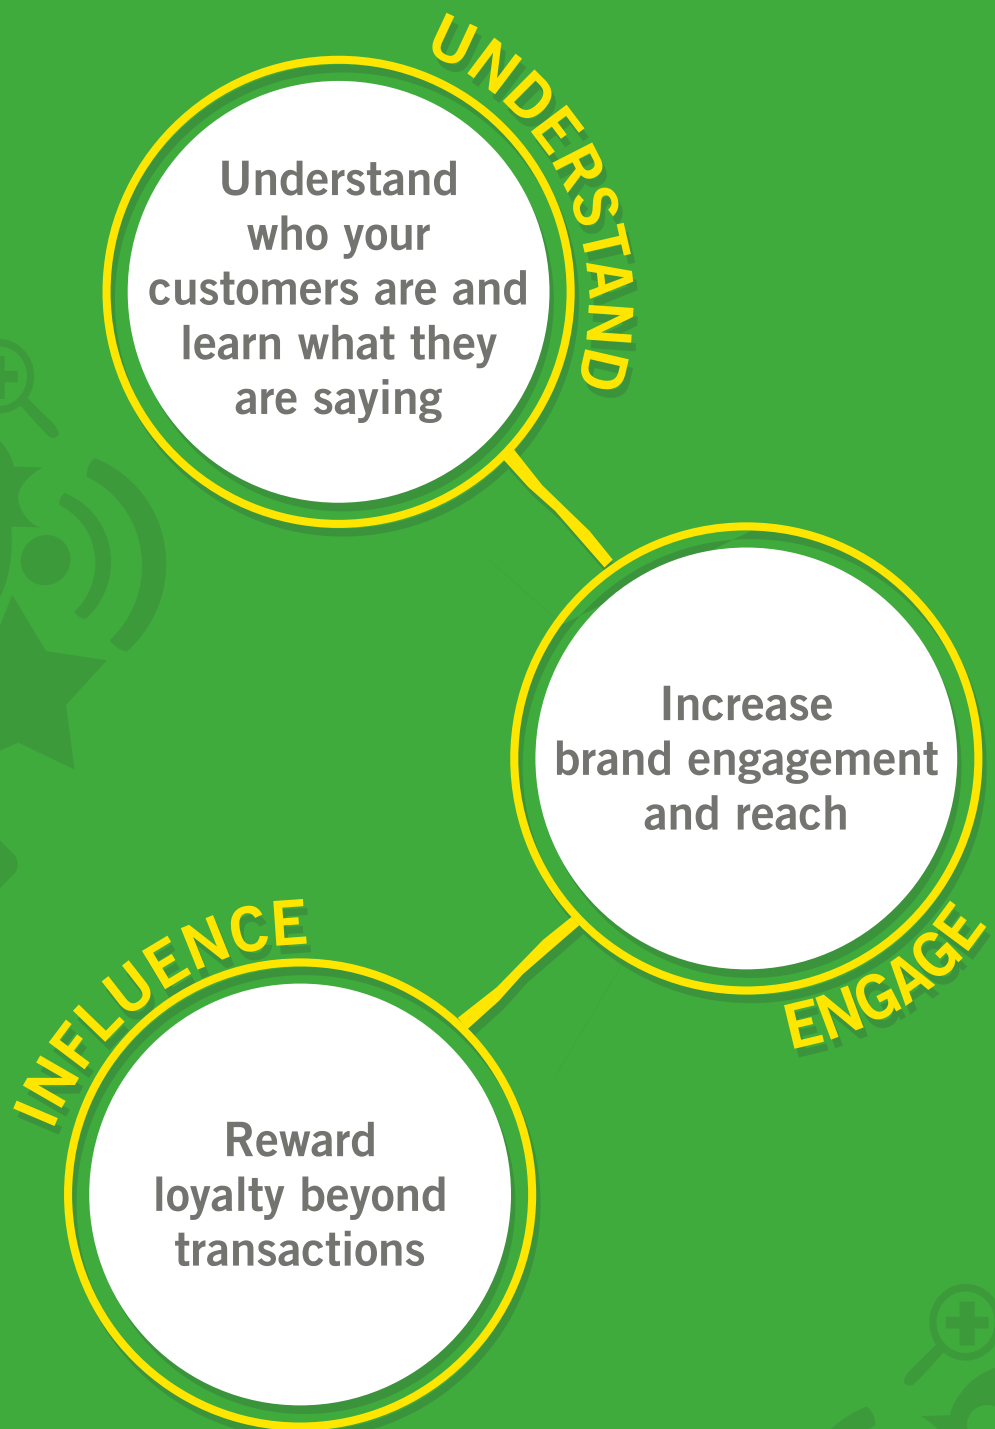 UNDERSTAND
Understand
who your
customers are and
learn what they
are saying
Increase
brand engagement
and reach
ENGAGE
INFLUENCE
Reward
loyalty beyond
transactions